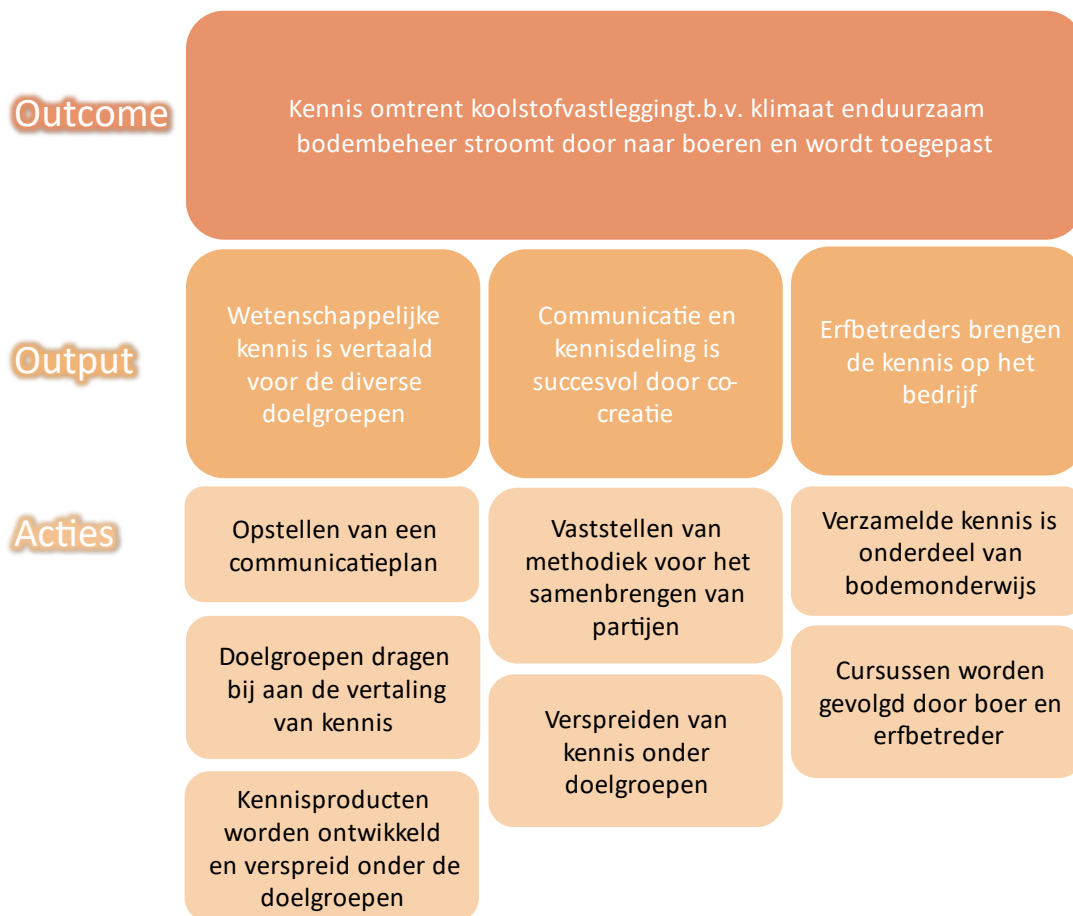 Outcome
Kennis omtrent koolstofvastleggingt.b.v. klimaat enduurzaam
bodembeheer stroomt door naar boeren en wordt toegepast
Output
Wetenschappelijke
kennis is vertaald
voor de diverse
doelgroepen
Communicatie en
kennisdeling is
succesvol door co-
creatie
Erfbetreders brengen
de kennis op het
bedrijf
Acties
Opstellen van een
communicatieplan
Doelgroepen dragen
bij aan de vertaling
van kennis
Kennisproducten
worden ontwikkeld
en verspreid onder de
doelgroepen
Vaststellen van
methodiek voor het
samenbrengen van
partijen
Verspreiden van
kennis onder
doelgroepen
Verzamelde kennis is
onderdeel van
bodemonderwijs
Cursussen worden
gevolgd door boer en
erfbetreder